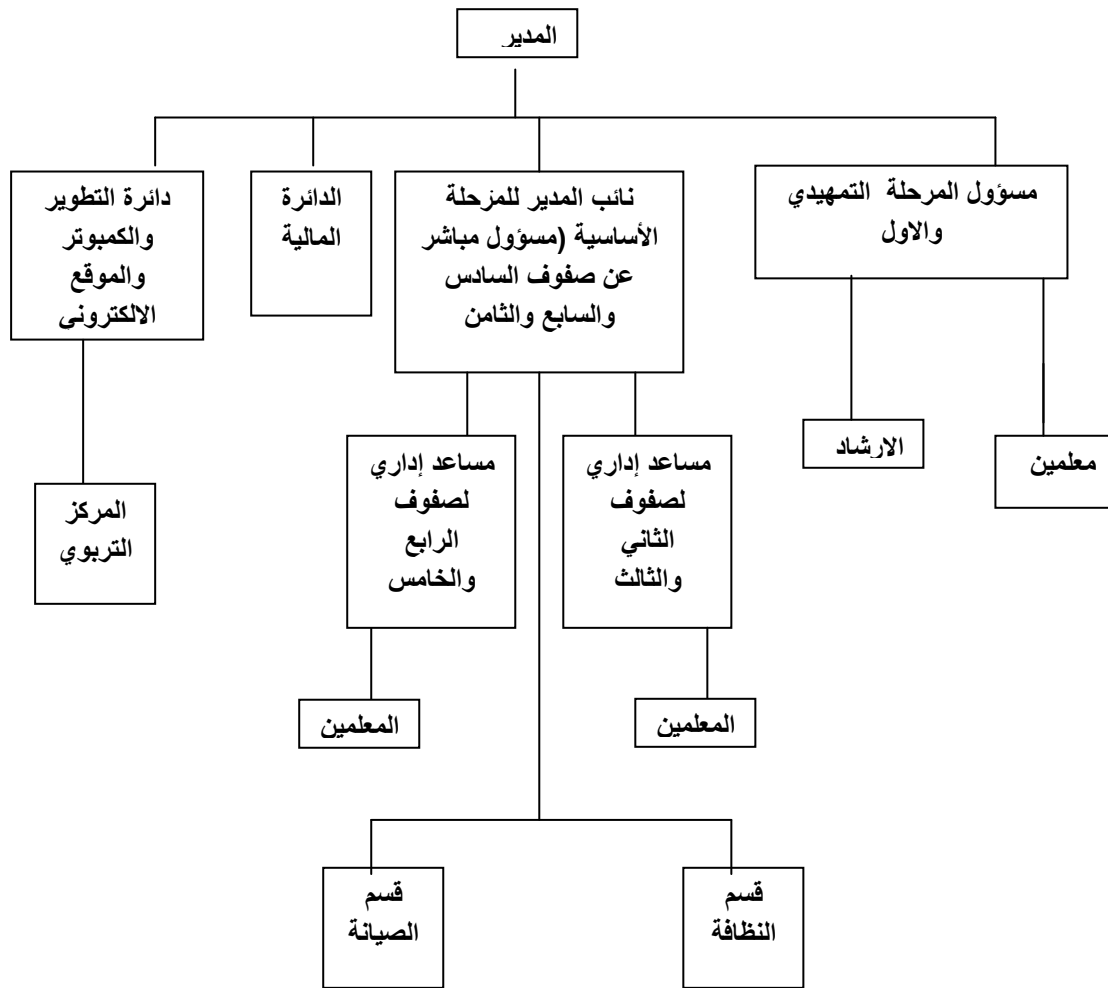 المدير
مسؤول المرحلة التمهيدي
والاول
نائب المدير للمرحلة
الأساسية (مسؤول مباشر
عن صفوف السادس
والسابع والثامن
الدائرة
المالية
دائرة التطوير
والكمبوتر
والموقع
الالكتروني
معلمين
الارشاد
مساعد إداري
لصفوف
الثاني
والثالث
مساعد إداري
لصفوف
الرابع
والخامس
المركز
التربوي
المعلمين
المعلمين
قسم
النظافة
قسم
الصيانة